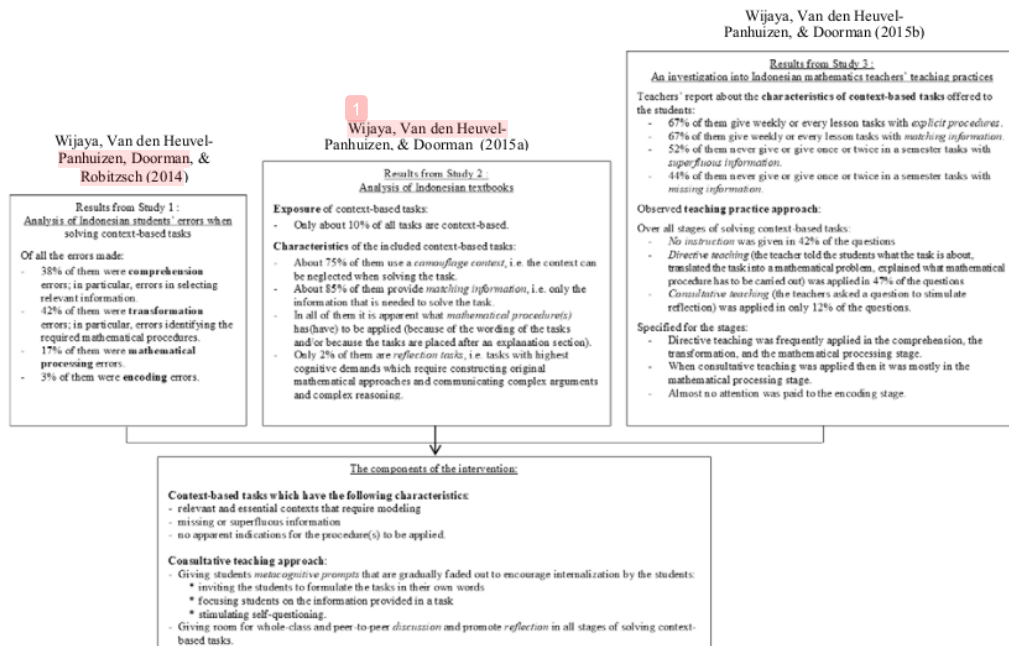 Wijaya, Van den Heuvel-
Panhuizen, Doorman, &
Robitzsch (2014)
Results from Study 1 :
Analysis of Indonesian students' errors when
solving context-based tasks
Of all the errors made:
- 38% of them were comprehension
errors; in particular, errors in selecting
relevant information.
- 42% of them were transformation
errors; in particular, errors identifying the
required mathematical procedures.
- 17% of them were mathematical
processing errors.
- 3% of them were encoding errors.
1
Wijaya, Van den Heuvel-
Panhuizen, & Doorman (2015a)
Results from Study 2 :
Analysis of Indonesian textbooks
Exposure of context-based tasks:
- Only about 10% of all tasks are context-based.
Characteristics of the included context-based tasks:
- About 75% of them use a camouflage context, i.e. the context can
be neglected when solving the task.
- About 85% of them provide matching information, i.e. only the
information that is needed to solve the task.
- In all of them it is apparent what mathematical procedure(s)
has(have) to be applied (because of the wording of the tasks
and/or because the tasks are placed after an explanation section).
- Only 2% of them are reflection tasks, i.e. tasks with highest
cognitive demands which require constructing original
mathematical approaches and communicating complex arguments
and complex reasoning.
Wijaya, Van den Heuvel-
Panhuizen, & Doorman (2015b)
Results from Study 3 :
An investigation into Indonesian mathematics teachers' teaching practices
Teachers' report about the characteristics of context-based tasks offered to
the students:
- 67% of them give weekly or every lesson tasks with explicit procedures.
- 67% of them give weekly or every lesson tasks with matching information.
- 52% of them never give or give once or twice in a semester tasks with
superfluous information.
- 44% of them never give or give once or twice in a semester tasks with
missing information.
Observed teaching practice approach:
Over all stages of solving context-based tasks:
- No instruction was given in 42% of the questions
- Directive teaching (the teacher told the students what the task is about,
translated the task into a mathematical problem, explained what mathematical
procedure has to be carried out) was applied in 47% of the questions
- Consultative teaching (the teachers asked a question to stimulate
reflection) was applied in only 12% of the questions.
Specified for the stages:
- Directive teaching was frequently applied in the comprehension, the
transformation, and the mathematical processing stage.
- When consultative teaching was applied then it was mostly in the
mathematical processing stage.
- Almost no attention was paid to the encoding stage.
The components of the intervention:
Context-based tasks which have the following characteristics:
- relevant and essential contexts that require modeling
- missing or superfluous information
- no apparent indications for the procedure(s) to be applied.
Consultative teaching approach:
- Giving students metacognitive prompts that are gradually faded out to encourage internalization by the students:
* inviting the students to formulate the tasks in their own words
* focusing students on the information provided in a task
* stimulating self-questioning.
- Giving room for whole-class and peer-to-peer discussion and promote reflection in all stages of solving context-
based tasks.